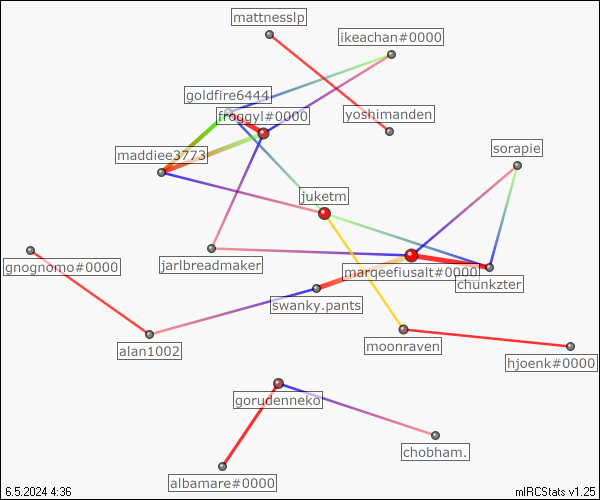 mattnesslp
ikeachan#0000
goldfire6444
froggyl#0000
yoshimanden
sorapie
maddiee3773
juketm
gnognomo#0000
jarlbreadmaker
marqeefiusalt#0000
chunkzter
swanky.pants
alan1002
moonraven
hjoenk#0000
gorudenneko
chobham.
albamare#0000
6.5.2024 4:36
mIRCStats v1.25